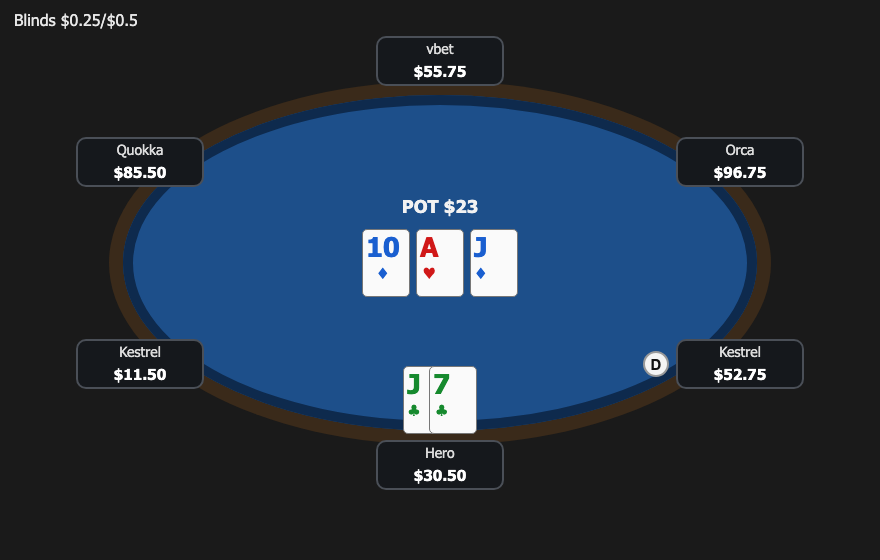 Blinds $0.25/$0.5
vbet
$55.75
Quokka
$85.50
Orca
$96.75
POT $23
10 A J
♦ ♥ ♦
Kestrel
$11.50
Kestrel
$52.75
D
J 7
♣ ♣
Hero
$30.50